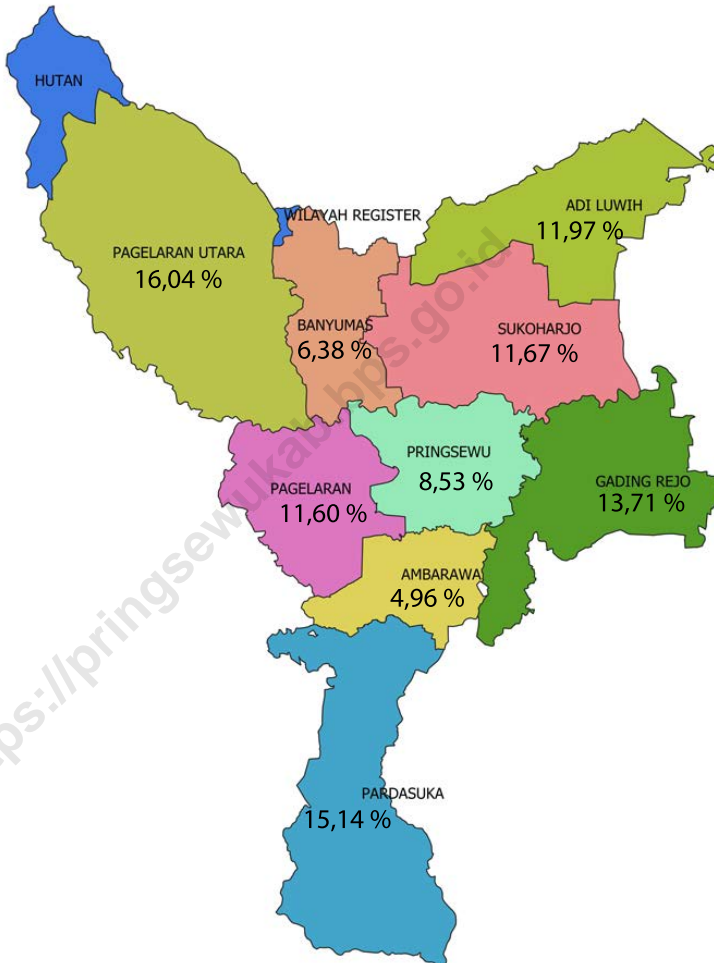 HUTAN
WILAYAH REGISTER
ADI LUWIH
11,97 %
PAGELARAN UTARA
16,04 %
BANYUMAS
6,38 %
SUKOHARJO
11,67 %
PRINGSEWU
8,53 %
PAGELARAN
11,60 %
GADING REJO
13,71 %
AMBARAWA
4,96 %
PARDASUKA
15,14 %
ps://pringsewukab.bps.go.id